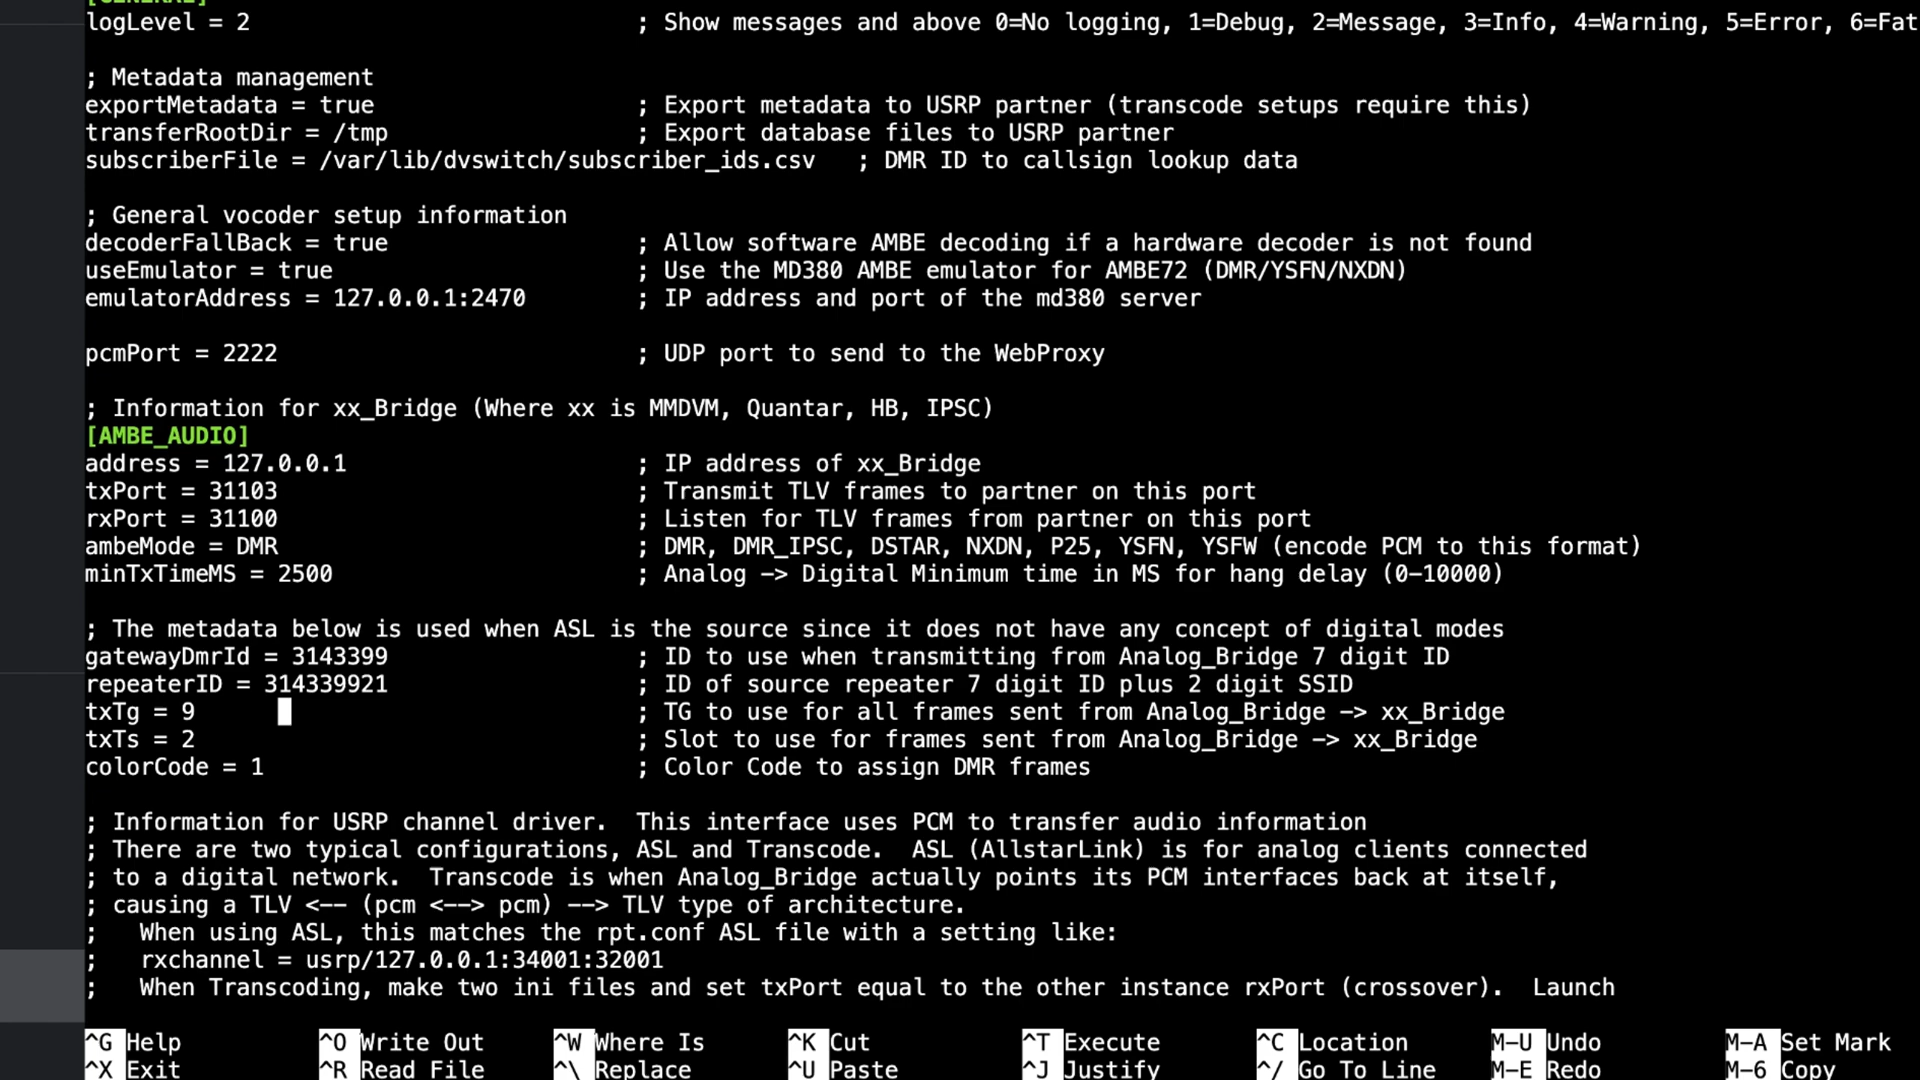 [GENERAL]
logLevel = 2 ; Show messages and above 0=No logging, 1=Debug, 2=Message, 3=Info, 4=Warning, 5=Error, 6=Fat
; Metadata management
exportMetadata = true ; Export metadata to USRP partner (transcode setups require this)
transferRootDir = /tmp ; Export database files to USRP partner
subscriberFile = /var/lib/dvswitch/subscriber_ids.csv ; DMR ID to callsign lookup data
; General vocoder setup information
decoderFallBack = true ; Allow software AMBE decoding if a hardware decoder is not found
useEmulator = true ; Use the MD380 AMBE emulator for AMBE72 (DMR/YSFN/NXDN)
emulatorAddress = 127.0.0.1:2470 ; IP address and port of the md380 server
pcmPort = 2222 ; UDP port to send to the WebProxy
; Information for xx_Bridge (Where xx is MMDVM, Quantar, HB, IPSC)
[AMBE_AUDIO]
address = 127.0.0.1 ; IP address of xx_Bridge
txPort = 31103 ; Transmit TLV frames to partner on this port
rxPort = 31100 ; Listen for TLV frames from partner on this port
ambeMode = DMR ; DMR, DMR_IPSC, DSTAR, NXDN, P25, YSFN, YSFW (encode PCM to this format)
minTxTimeMS = 2500 ; Analog -> Digital Minimum time in MS for hang delay (0-10000)
; The metadata below is used when ASL is the source since it does not have any concept of digital modes
gatewayDmrId = 3143399 ; ID to use when transmitting from Analog_Bridge 7 digit ID
repeaterID = 314339921 ; ID of source repeater 7 digit ID plus 2 digit SSID
txTg = 9 ; TG to use for all frames sent from Analog_Bridge -> xx_Bridge
txTs = 2 ; Slot to use for frames sent from Analog_Bridge -> xx_Bridge
colorCode = 1 ; Color Code to assign DMR frames
; Information for USRP channel driver.  This interface uses PCM to transfer audio information
; There are two typical configurations, ASL and Transcode.  ASL (AllstarLink) is for analog clients connected
; to a digital network.  Transcode is when Analog_Bridge actually points its PCM interfaces back at itself,
; causing a TLV <-- (pcm <--> pcm) --> TLV type of architecture.
;   When using ASL, this matches the rpt.conf ASL file with a setting like:
;   rxchannel = usrp/127.0.0.1:34001:32001
;   When Transcoding, make two ini files and set txPort equal to the other instance rxPort (crossover).  Launch
^G Help ^O Write Out ^W Where Is ^K Cut ^T Execute ^C Location M-U Undo M-A Set Mark
^X Exit ^R Read File ^\ Replace ^U Paste ^J Justify ^/ Go To Line M-E Redo M-6 Copy